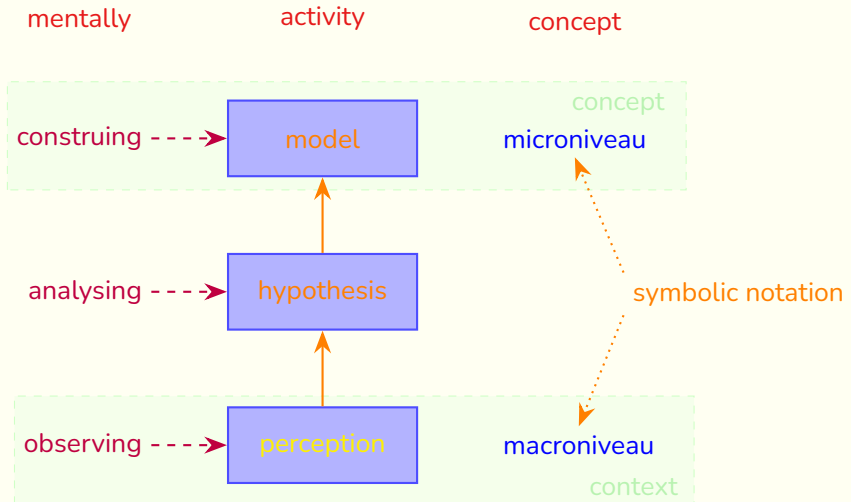 mentally activity concept
concept
construing model microniveau
analysing hypothesis symbolic notation
observing perception macroniveau
context